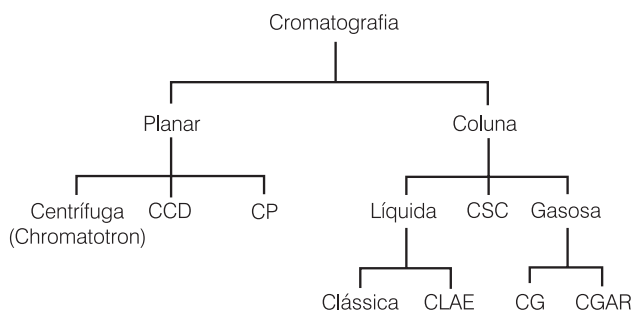 Cromatografia
Planar
Coluna
Centrífuga
(Chromatotron)
CCD
CP
Líquida
CSC
Gasosa
Clássica
CLAE
CG
CGAR